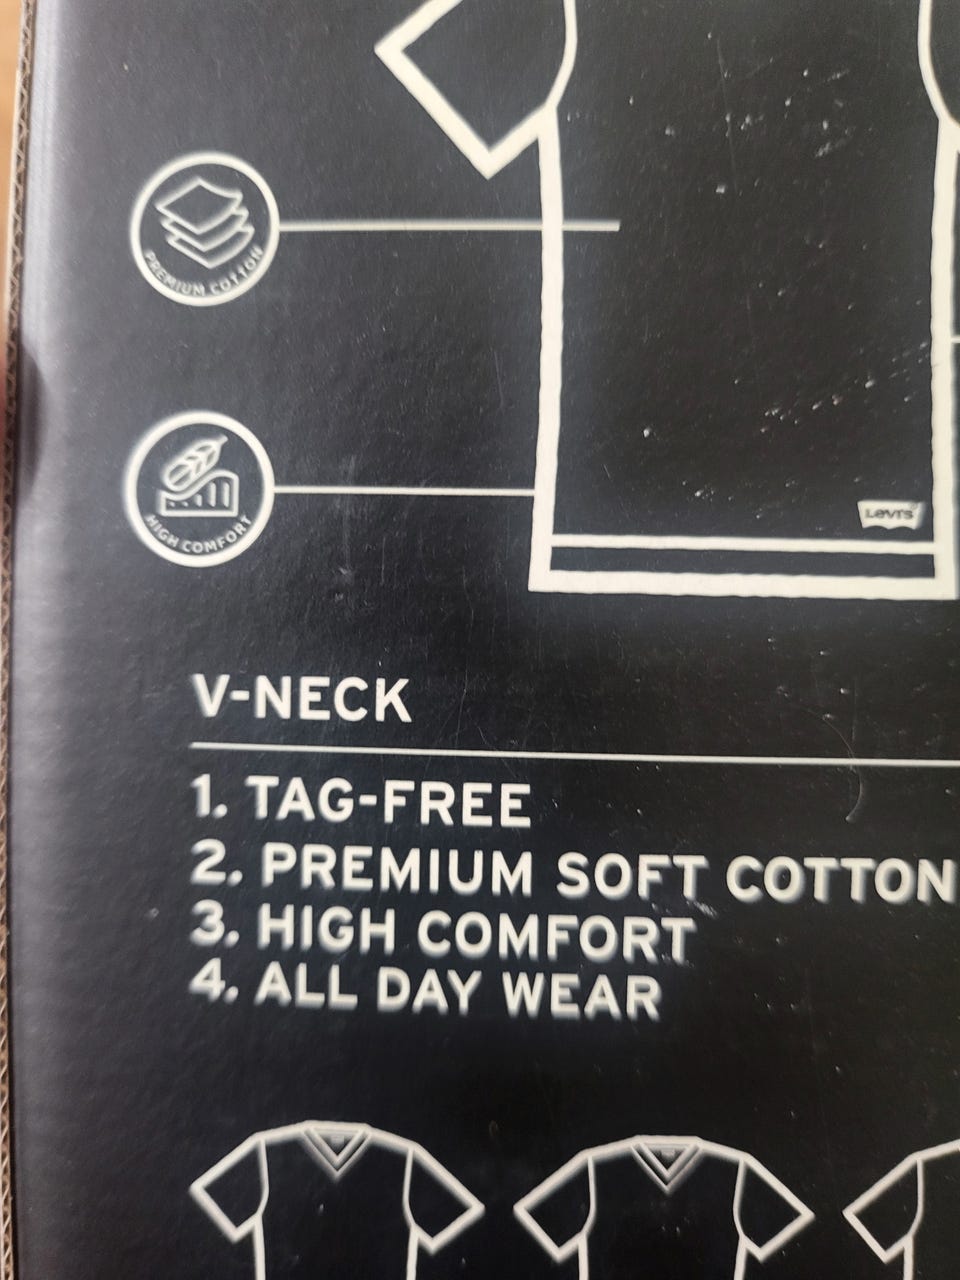 PREMIUM COTTON
HIGH COMFORT
Levi's
V-NECK
1. TAG-FREE
2. PREMIUM SOFT COTTON
3. HIGH COMFORT
4. ALL DAY WEAR